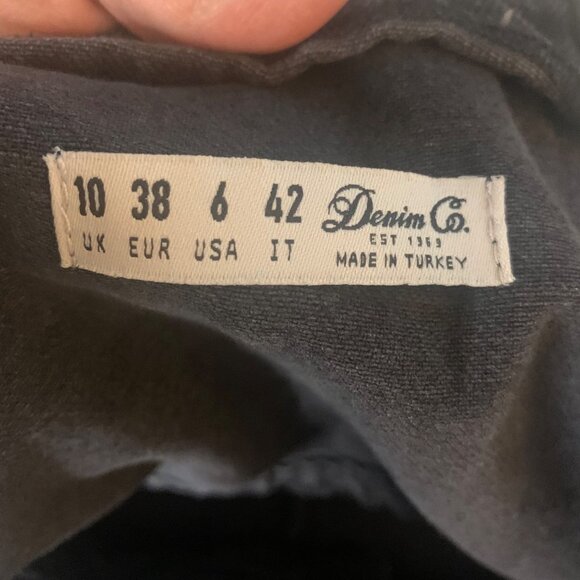 10 38 6 42 Denim Co.
UK EUR USA IT EST 1969
MADE IN TURKEY